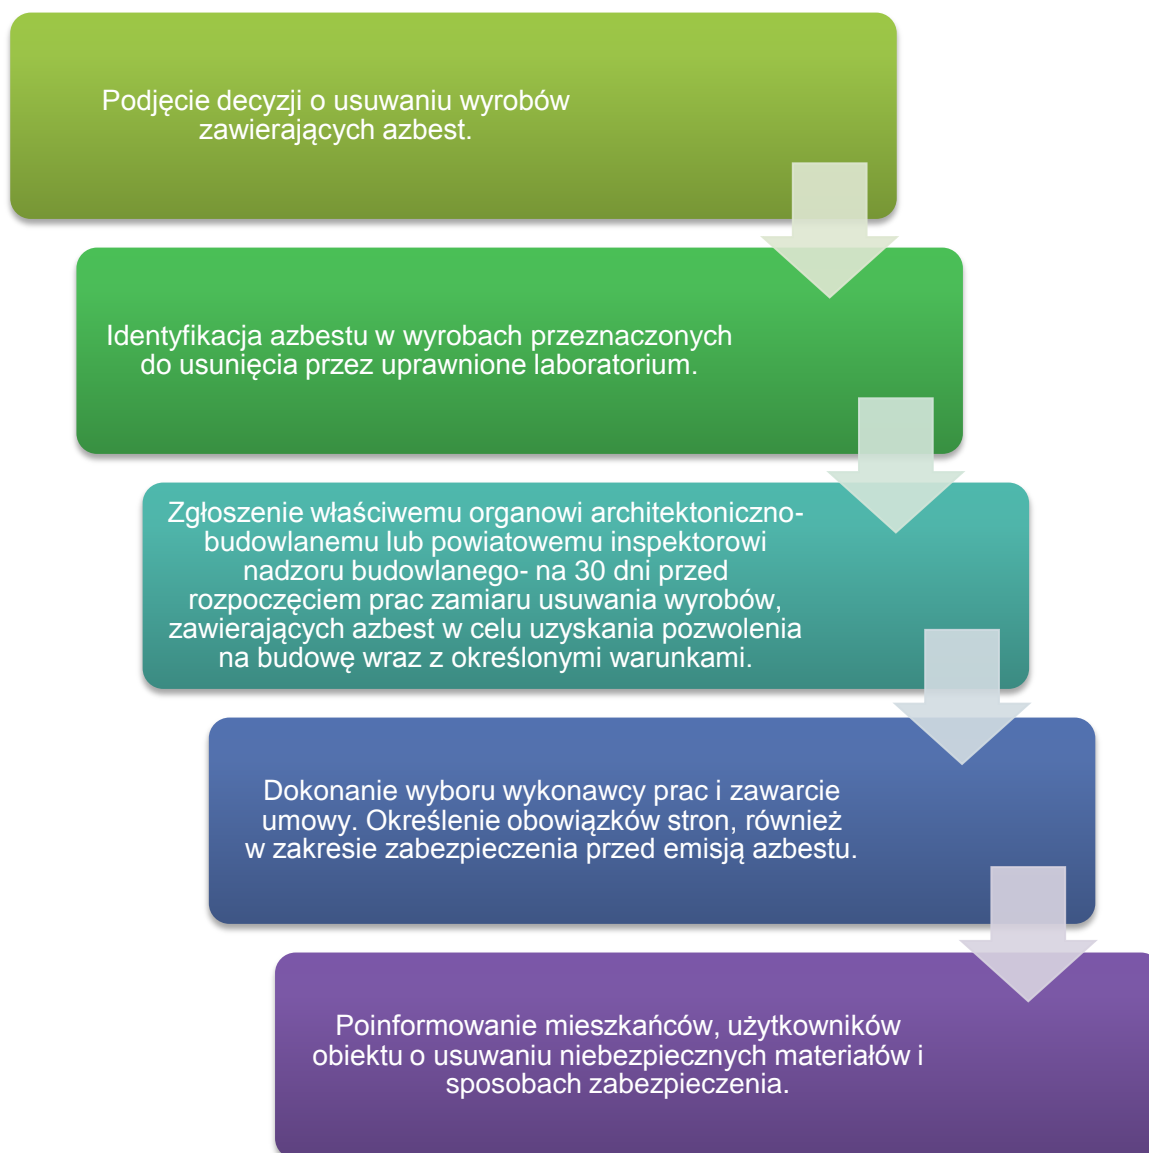 Podjęcie decyzji o usuwaniu wyrobów
zawierających azbest.
Identyfikacja azbestu w wyrobach przeznaczonych
do usunięcia przez uprawnione laboratorium.
Zgłoszenie właściwemu organowi architektoniczno-
budowlanemu lub powiatowemu inspektorowi
nadzoru budowlanego- na 30 dni przed
rozpoczęciem prac zamiaru usuwania wyrobów,
zawierających azbest w celu uzyskania pozwolenia
na budowę wraz z określonymi warunkami.
Dokonanie wyboru wykonawcy prac i zawarcie
umowy. Określenie obowiązków stron, również
w zakresie zabezpieczenia przed emisją azbestu.
Poinformowanie mieszkańców, użytkowników
obiektu o usuwaniu niebezpiecznych materiałów i
sposobach zabezpieczenia.